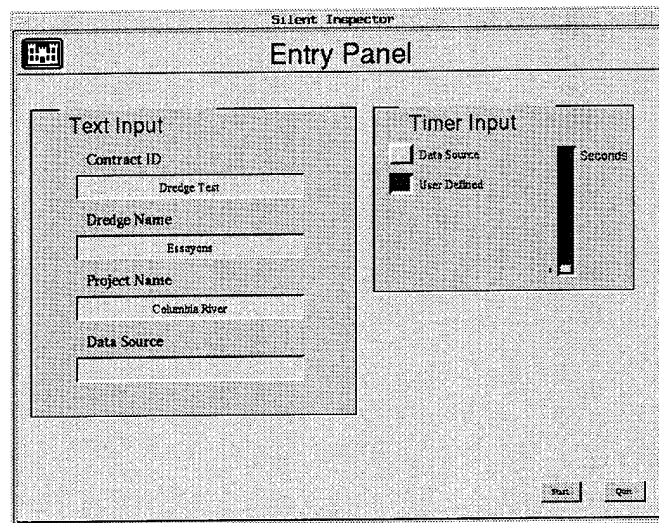 Silent Inspector
Entry Panel
Text Input
Contract ID
Dredge Test
Dredge Name
Essayons
Project Name
Columbia River
Data Source
Timer Input
Data Source
User Defined
Seconds
Start
Quit